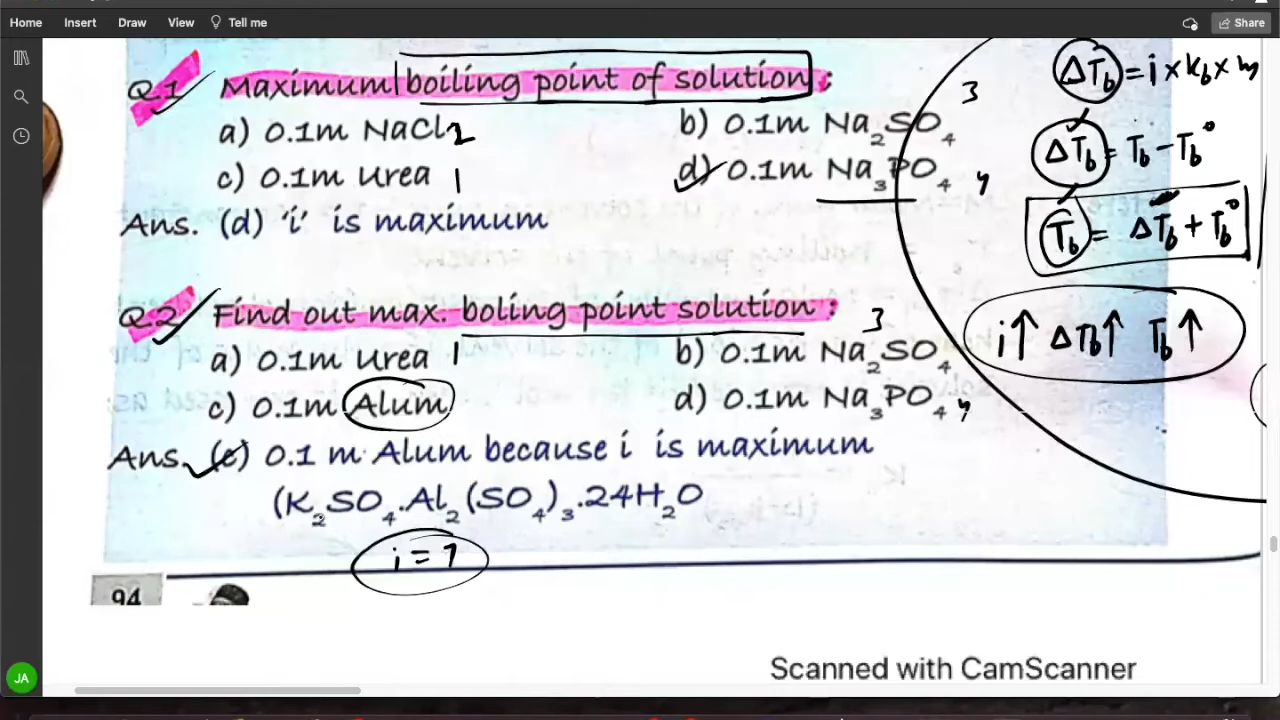 Home Insert Draw View Tell me
Share
Q1 Maximum boiling point of solution :
a) 0.1m NaCl 2 b) 0.1m Na2SO4 3
c) 0.1m Urea 1 d) 0.1m Na3PO4 4
Ans. (d) 'i' is maximum
Q2 Find out max. boling point solution :
a) 0.1m Urea 1 b) 0.1m Na2SO4 3
c) 0.1m Alum d) 0.1m Na3PO4 4
Ans. (c) 0.1 m Alum because i is maximum
(K2SO4.Al2(SO4)3.24H2O
i = 7
ΔTb = i × Kb × m
ΔTb = Tb - Tb°
Tb = ΔTb + Tb°
i↑ ΔTb↑ Tb↑
94
JA
Scanned with CamScanner